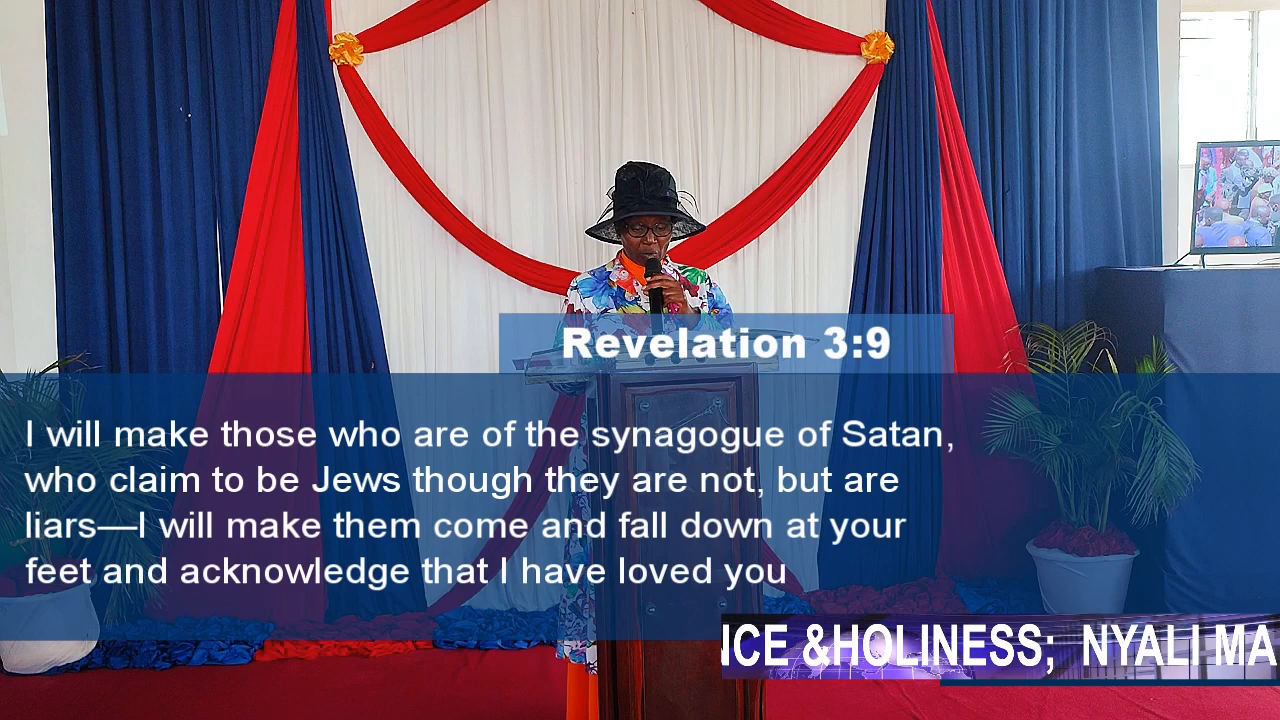 Revelation 3:9
I will make those who are of the synagogue of Satan,
who claim to be Jews though they are not, but are
liars—I will make them come and fall down at your
feet and acknowledge that I have loved you
&HOLINESS; NYALI